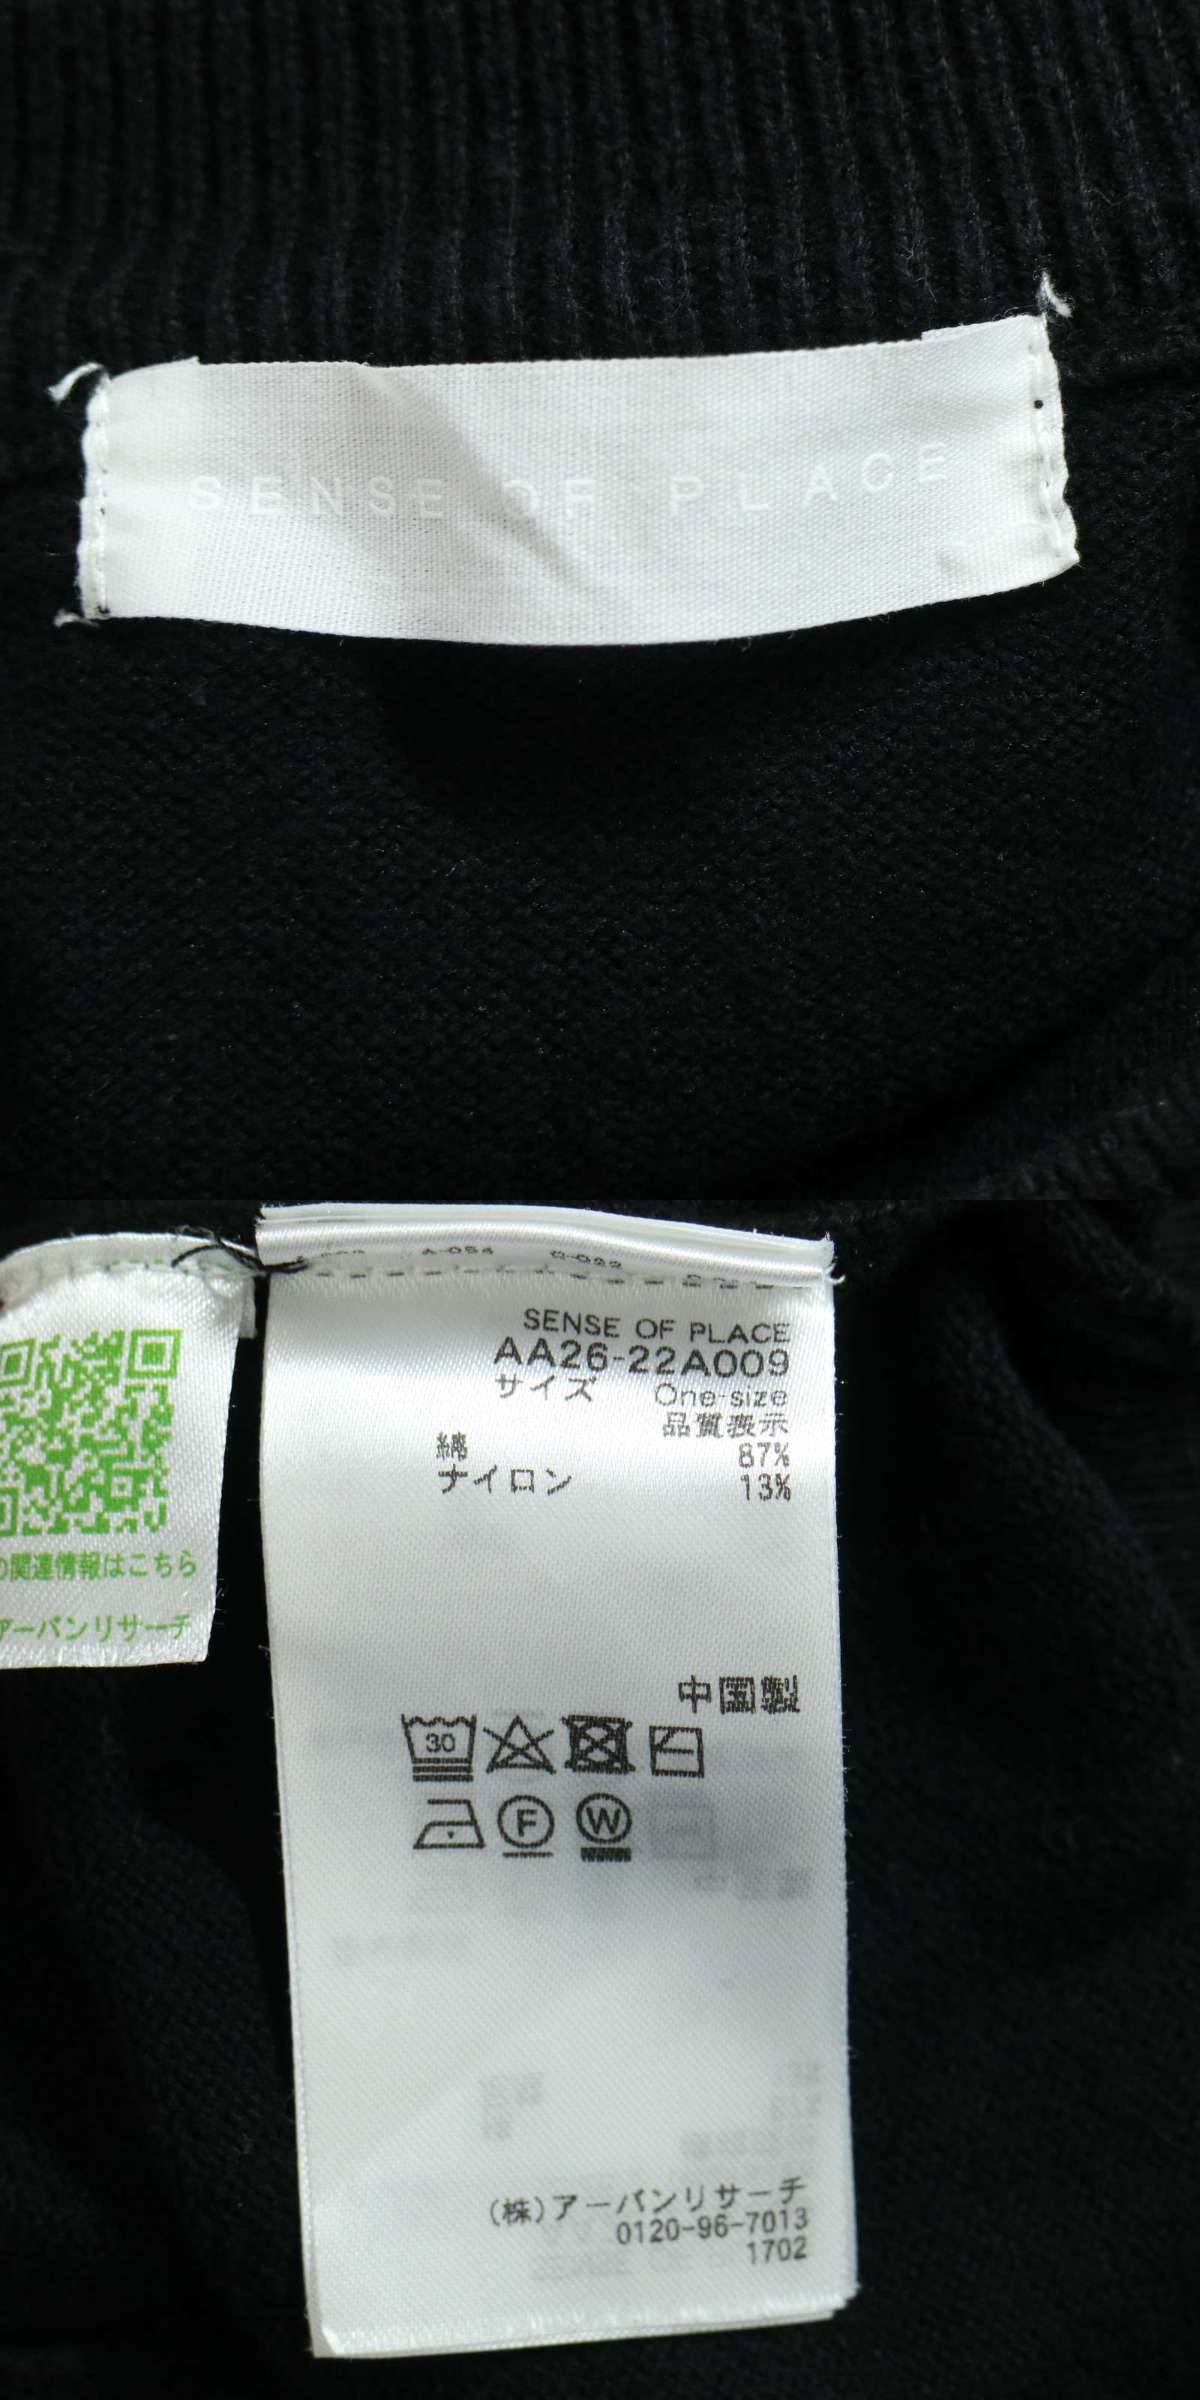 SENSE OF PLACE
A-054
SENSE OF PLACE
AA26-22A009
サイズ One-size
品質表示
綿 87%
ナイロン 13%
中国製
30
F
W
(株)アーバンリサーチ
0120-96-7013
1702
の関連情報はこちら
アーバンリサーチ